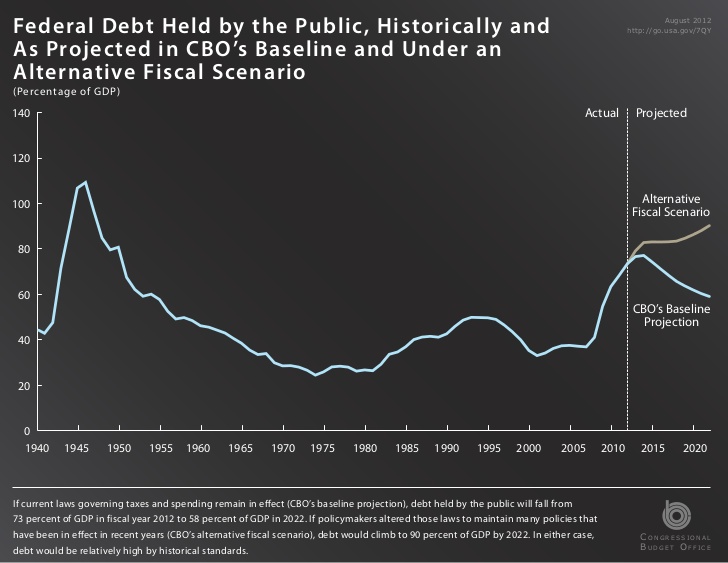 Federal Debt Held by the Public, Historically and
As Projected in CBO's Baseline and Under an
Alternative Fiscal Scenario
(Percentage of GDP)
August 2012
http://go.usa.gov/7QY
140
120
100
80
60
40
20
0
Actual
Projected
Alternative
Fiscal Scenario
CBO's Baseline
Projection
1940 1945 1950 1955 1960 1965 1970 1975 1980 1985 1990 1995 2000 2005 2010 2015 2020
If current laws governing taxes and spending remain in effect (CBO's baseline projection), debt held by the public will fall from
73 percent of GDP in fiscal year 2012 to 58 percent of GDP in 2022. If policymakers altered those laws to maintain many policies that
have been in effect in recent years (CBO's alternative fiscal scenario), debt would climb to 90 percent of GDP by 2022. In either case,
debt would be relatively high by historical standards.
CONGRESSIONAL
BUDGET OFFICE